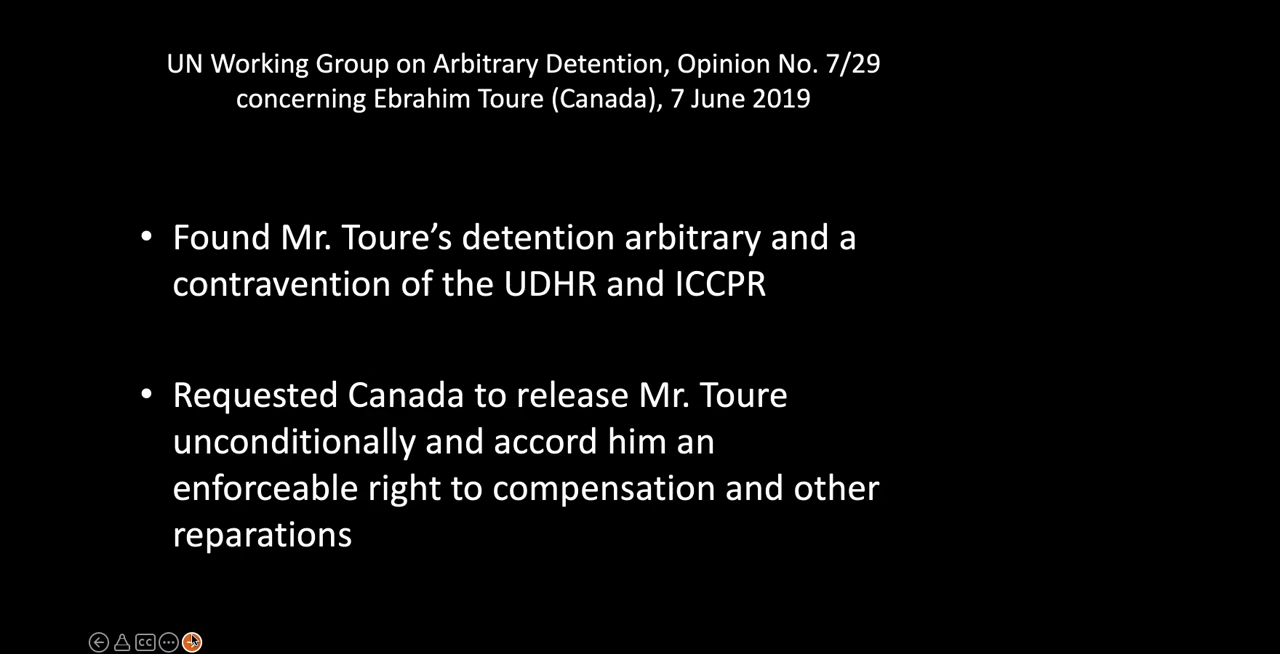 UN Working Group on Arbitrary Detention, Opinion No. 7/29
concerning Ebrahim Toure (Canada), 7 June 2019
• Found Mr. Toure’s detention arbitrary and a
contravention of the UDHR and ICCPR
• Requested Canada to release Mr. Toure
unconditionally and accord him an
enforceable right to compensation and other
reparations
CC